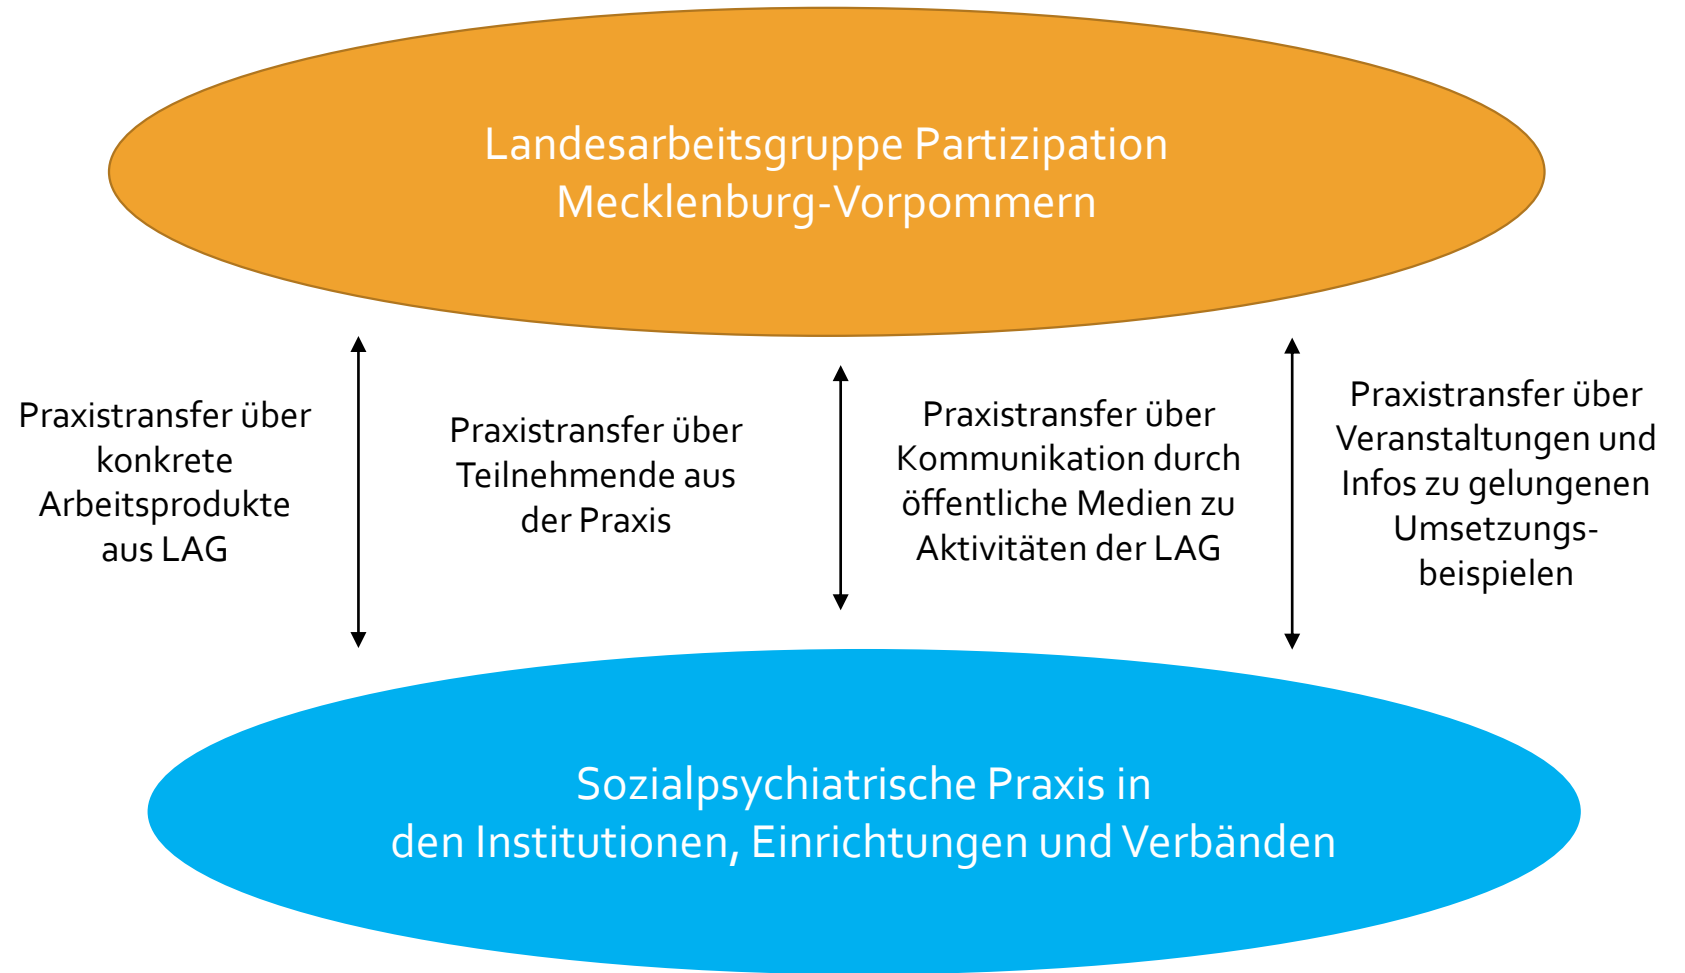 Landesarbeitsgruppe Partizipation
Mecklenburg-Vorpommern
Praxistransfer über
konkrete
Arbeitsprodukte
aus LAG
Praxistransfer über
Teilnehmende aus
der Praxis
Praxistransfer über
Kommunikation durch
öffentliche Medien zu
Aktivitäten der LAG
Praxistransfer über
Veranstaltungen und
Infos zu gelungenen
Umsetzungs-
beispielen
Sozialpsychiatrische Praxis in
den Institutionen, Einrichtungen und Verbänden